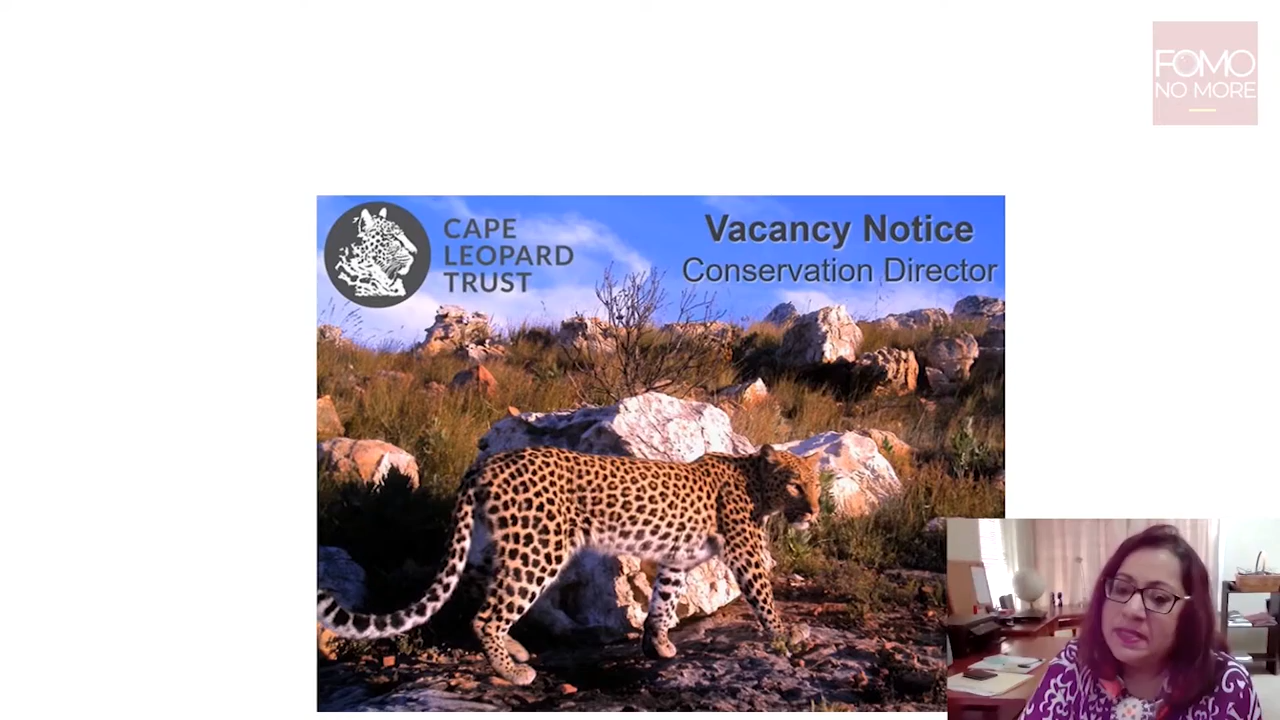 FOMO
NO MORE
CAPE
LEOPARD
TRUST
Vacancy Notice
Conservation Director